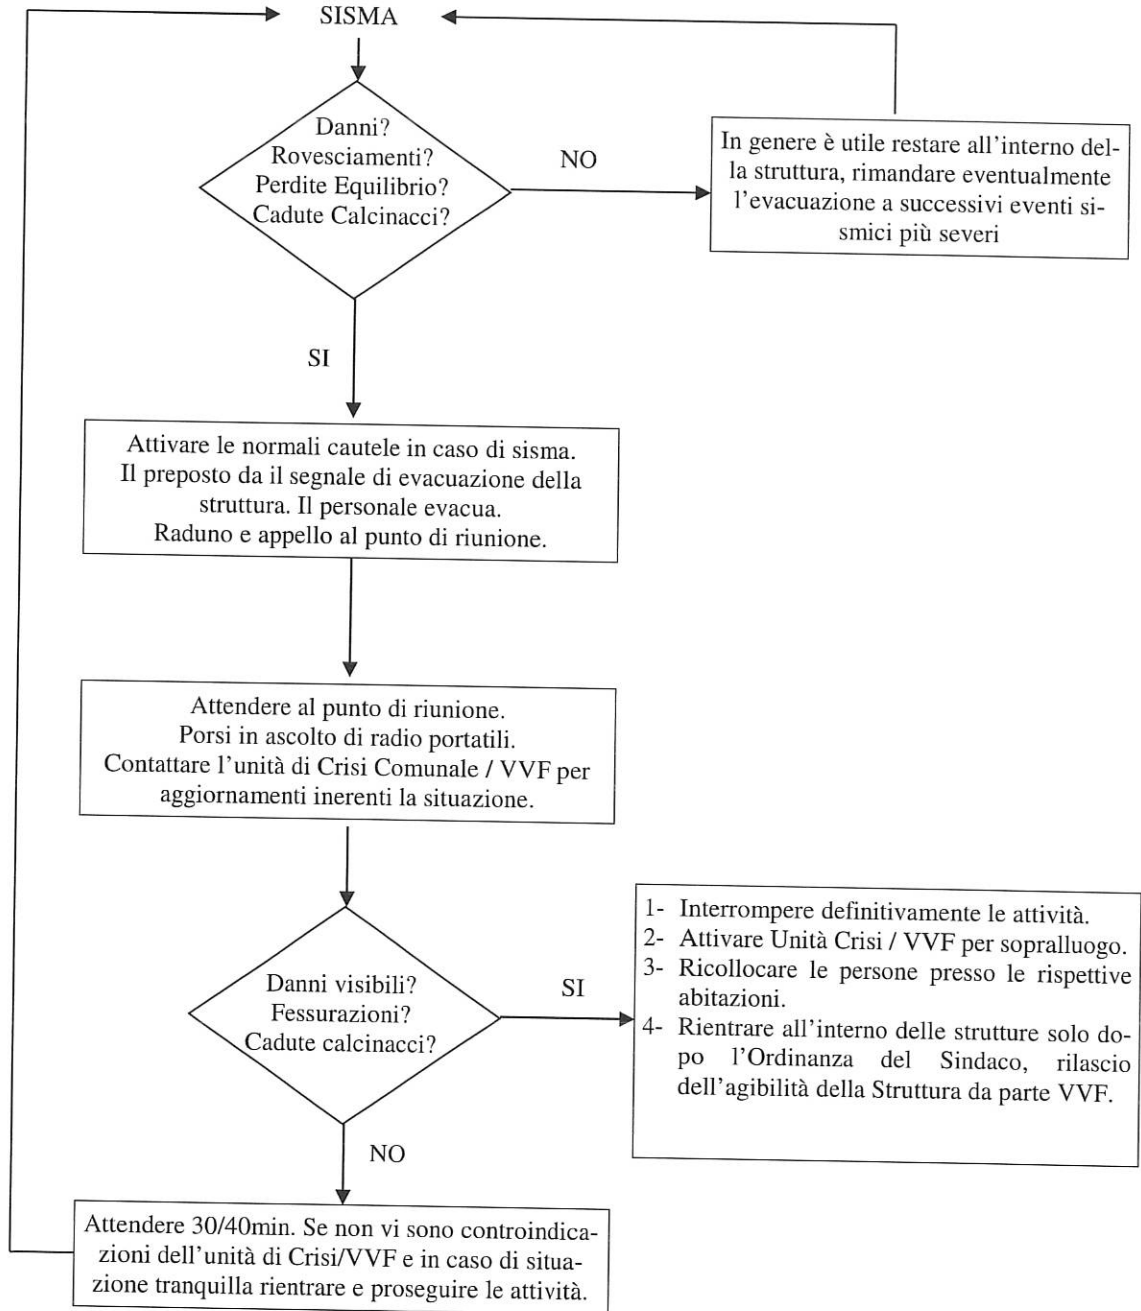 SISMA
Danni?
Rovesciamenti?
Perdite Equilibrio?
Cadute Calcinacci?
NO
In genere è utile restare all'interno del-
la struttura, rimandare eventualmente
l'evacuazione a successivi eventi si-
smici più severi
SI
Attivare le normali cautele in caso di sisma.
Il preposto da il segnale di evacuazione della
struttura. Il personale evacua.
Raduno e appello al punto di riunione.
Attendere al punto di riunione.
Porsi in ascolto di radio portatili.
Contattare l'unità di Crisi Comunale / VVF per
aggiornamenti inerenti la situazione.
Danni visibili?
Fessurazioni?
Cadute calcinacci?
SI
1- Interrompere definitivamente le attività.
2- Attivare Unità Crisi / VVF per sopralluogo.
3- Ricollocare le persone presso le rispettive
abitazioni.
4- Rientrare all'interno delle strutture solo do-
po l'Ordinanza del Sindaco, rilascio
dell'agibilità della Struttura da parte VVF.
NO
Attendere 30/40min. Se non vi sono controindica-
zioni dell'unità di Crisi/VVF e in caso di situa-
zione tranquilla rientrare e proseguire le attività.